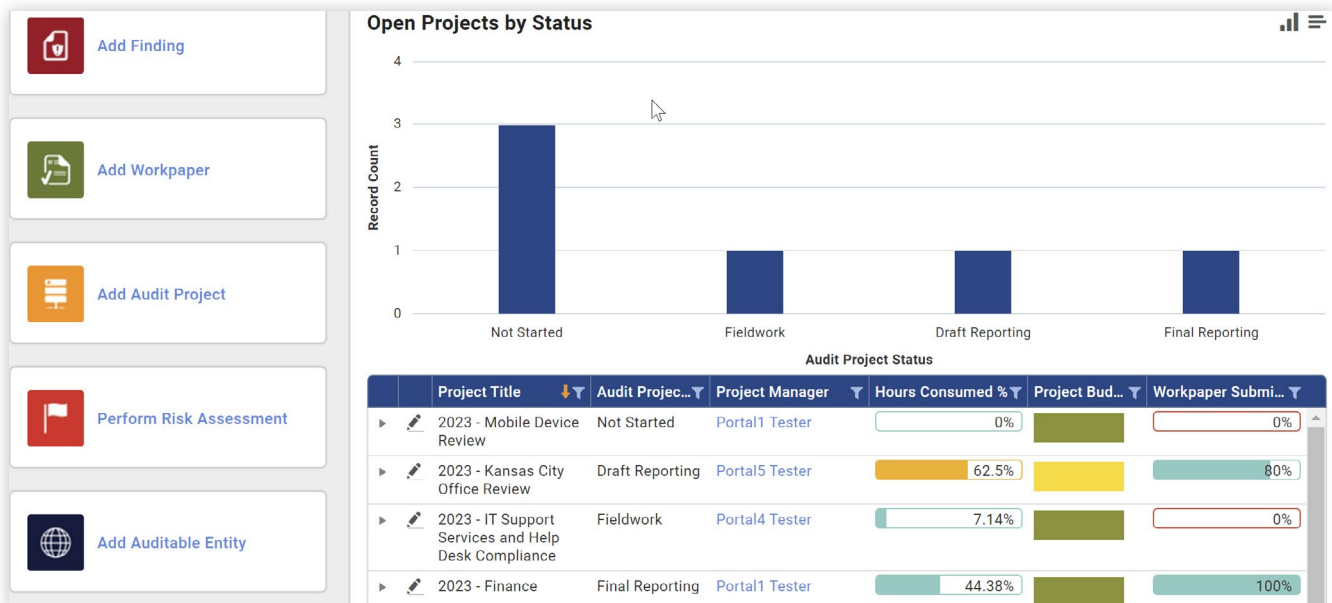 Add Finding
Add Workpaper
Add Audit Project
Perform Risk Assessment
Add Auditable Entity
Open Projects by Status
4
3
2
1
0
Record Count
Not Started Fieldwork Draft Reporting Final Reporting
Audit Project Status
Project Title Audit Projec... Project Manager Hours Consumed % Project Bud... Workpaper Submi...
2023 - Mobile Device Not Started Portal1 Tester 0% 0%
Review
2023 - Kansas City Draft Reporting Portal5 Tester 62.5% 80%
Office Review
2023 - IT Support Fieldwork Portal4 Tester 7.14% 0%
Services and Help
Desk Compliance
2023 - Finance Final Reporting Portal1 Tester 44.38% 100%